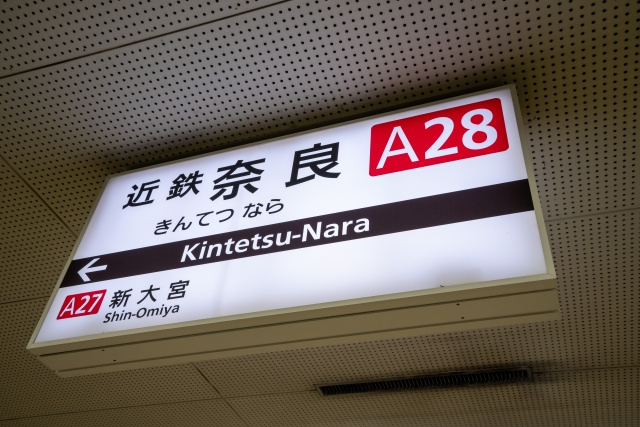 近鉄奈良 A28
きんてつ なら
← Kintetsu-Nara
A27 新大宮
Shin-Omiya